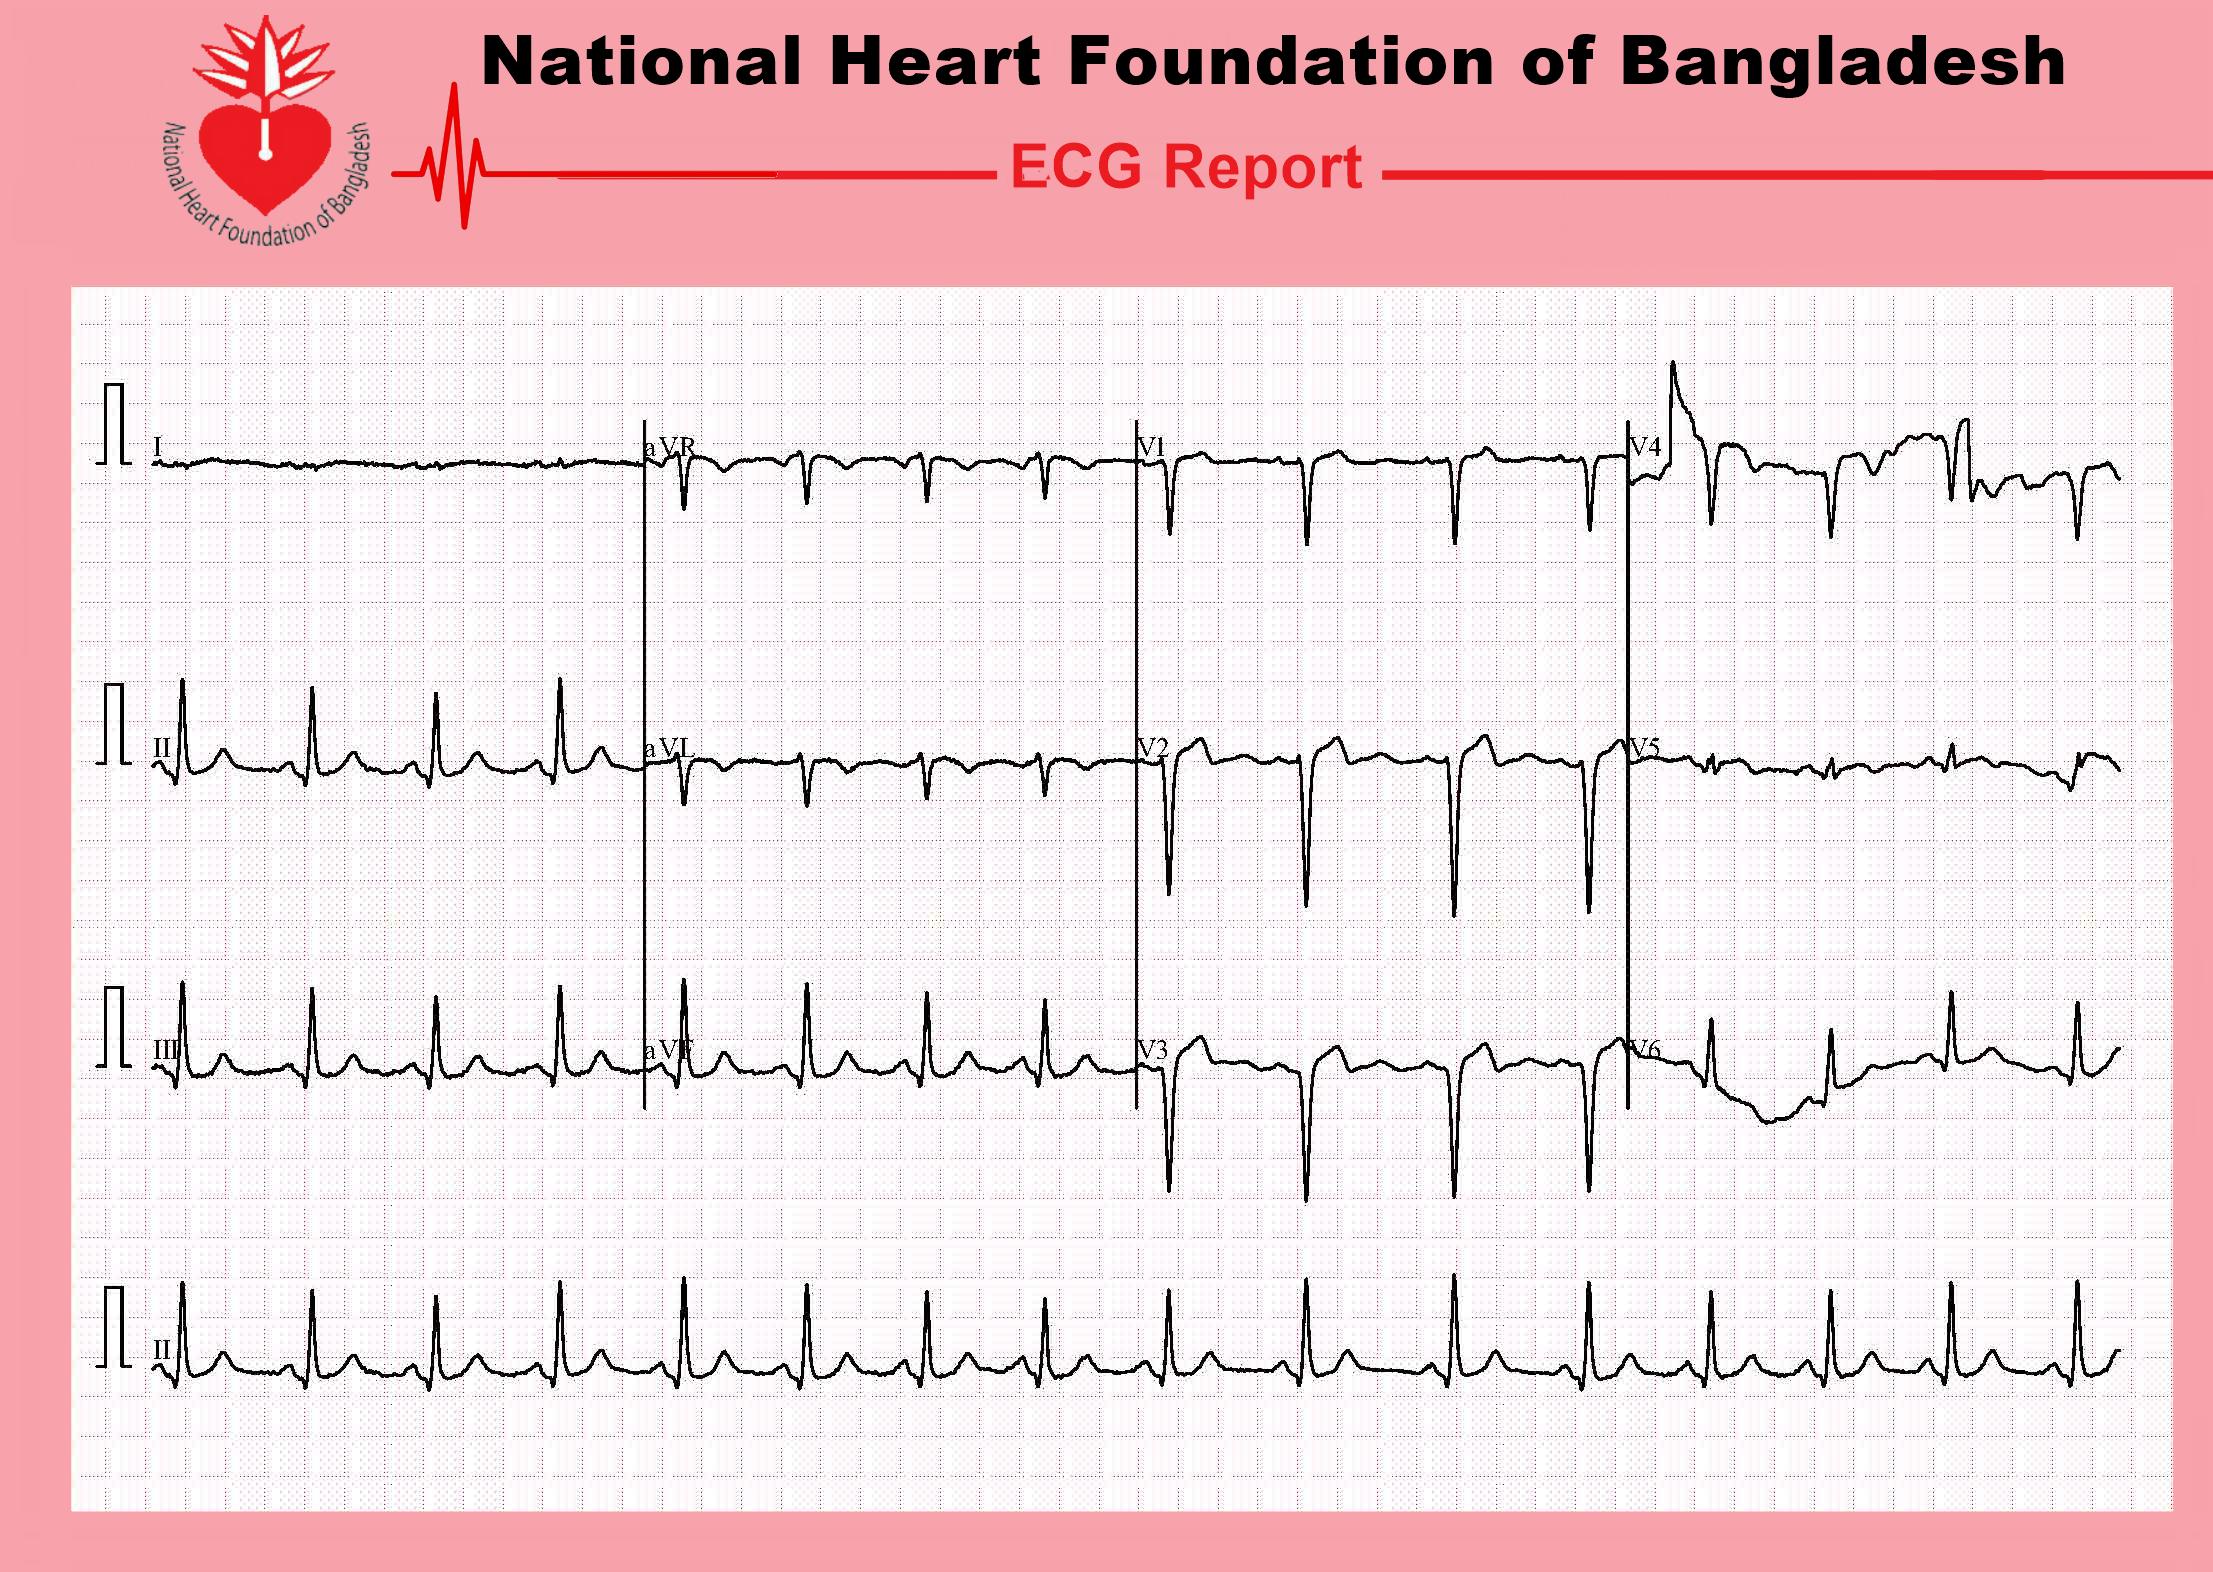 National Heart Foundation of Bangladesh
National Heart Foundation of Bangladesh
ECG Report
I
aVR
V1
V4
II
aVL
V2
V5
III
aVF
V3
V6
II